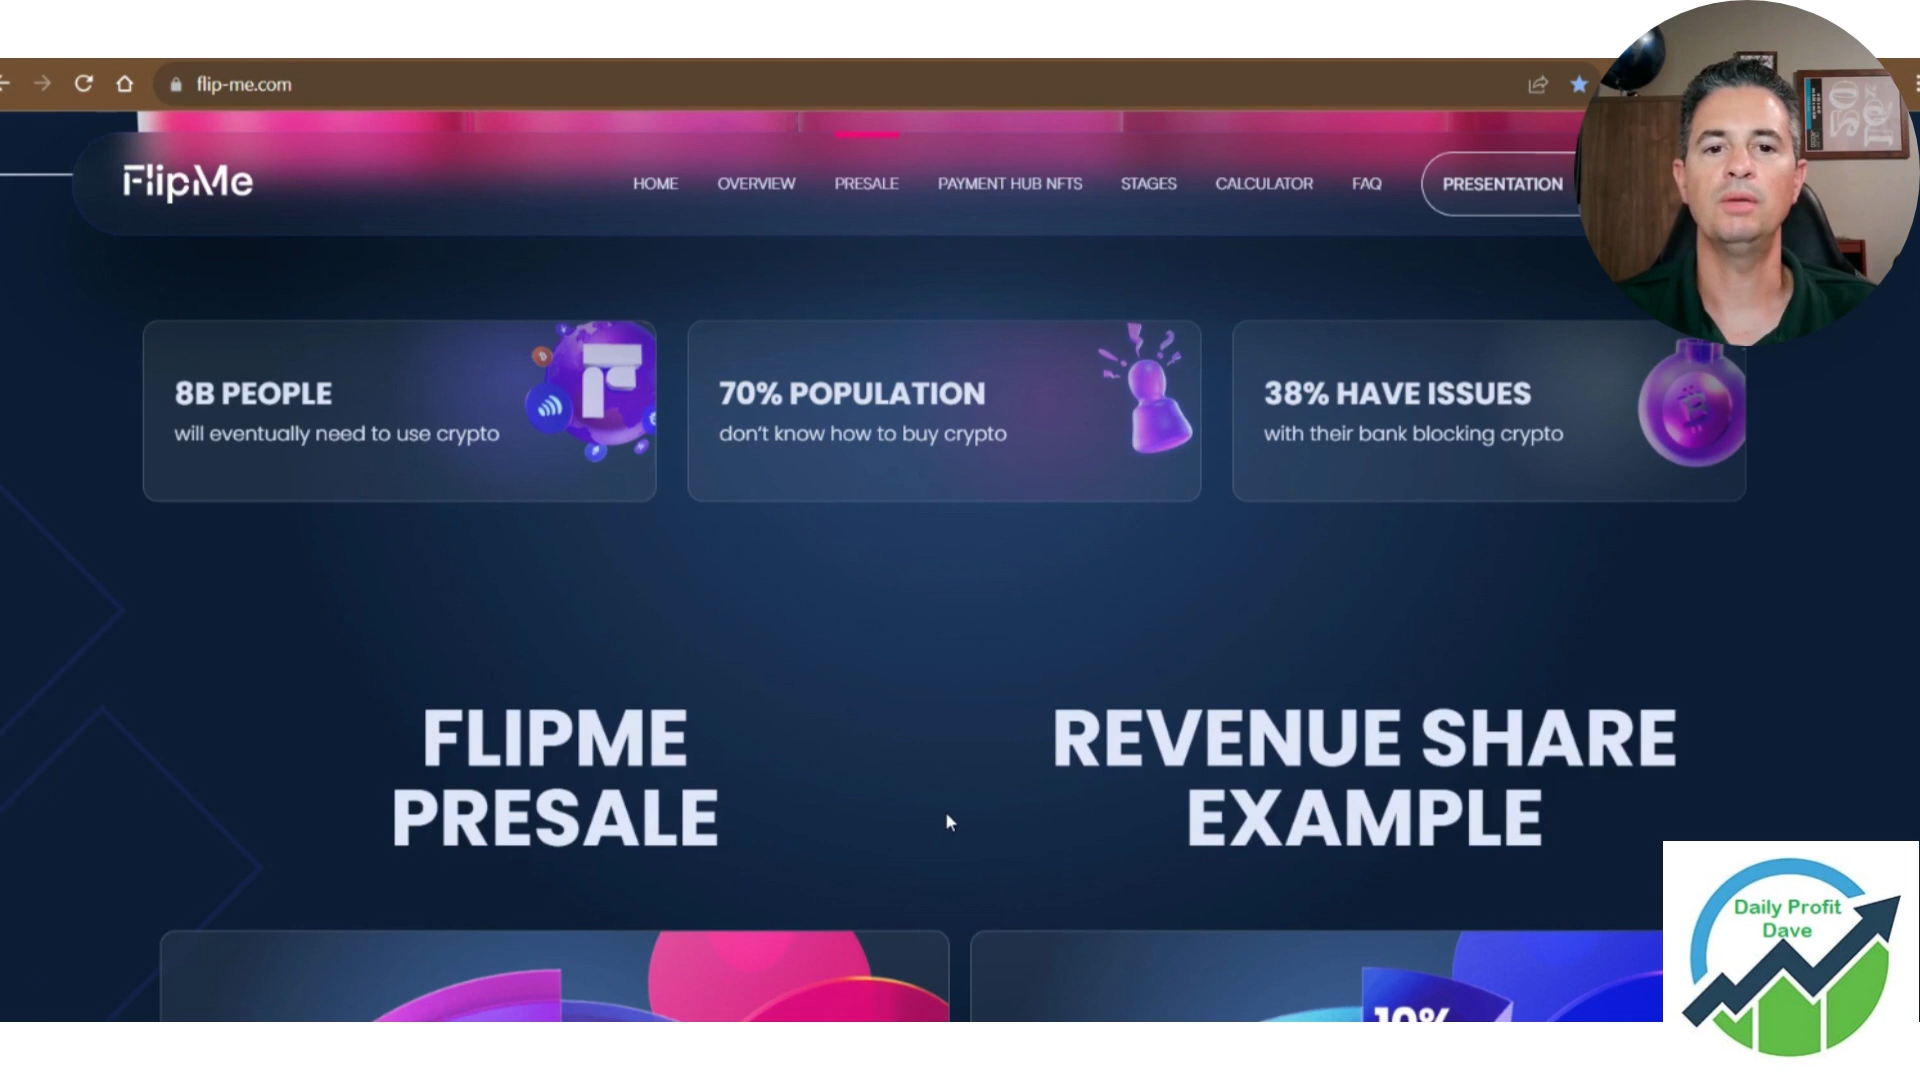 flip-me.com
FlipMe
HOME
OVERVIEW
PRESALE
PAYMENT HUB NFTS
STAGES
CALCULATOR
FAQ
PRESENTATION
8B PEOPLE
will eventually need to use crypto
70% POPULATION
don't know how to buy crypto
38% HAVE ISSUES
with their bank blocking crypto
FLIPME
PRESALE
REVENUE SHARE
EXAMPLE
10%
Daily Profit
Dave